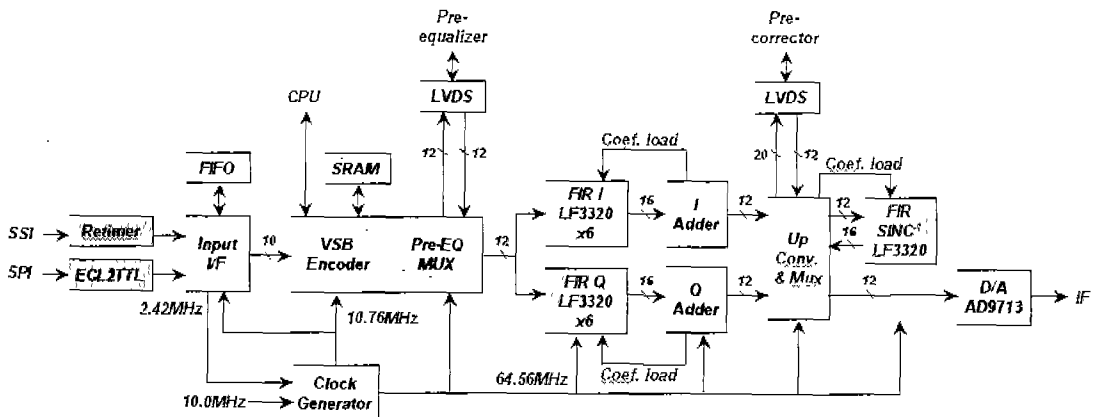 Pre-
equalizer
Pre-
corrector
CPU
LVDS
LVDS
12
12
20
12
Coef. load
Coef. load
FIFO
SRAM
FIR I
LF3320
x6
16
I
Adder
12
12
16
FIR
SINC⁻¹
LF3320
SSI
Retimer
Input
I/F
10
VSB
Encoder
Pre-EQ
MUX
12
Up
Conv.
& Mux
SPI
ECL2TTL
FIR Q
LF3320
x6
16
Q
Adder
12
12
D/A
AD9713
IF
2.42MHz
10.76MHz
Coef. load
64.56MHz
Clock
Generator
10.0MHz